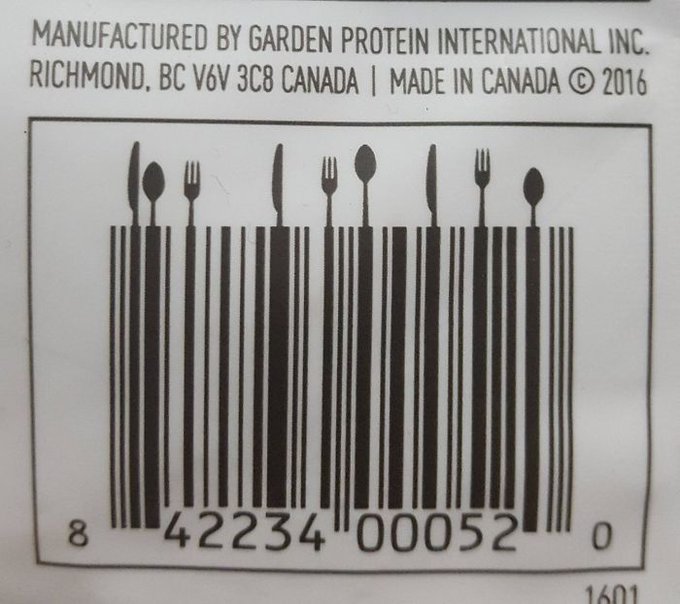 MANUFACTURED BY GARDEN PROTEIN INTERNATIONAL INC.
RICHMOND, BC V6V 3C8 CANADA | MADE IN CANADA © 2016
8 42234 00052 0
1601